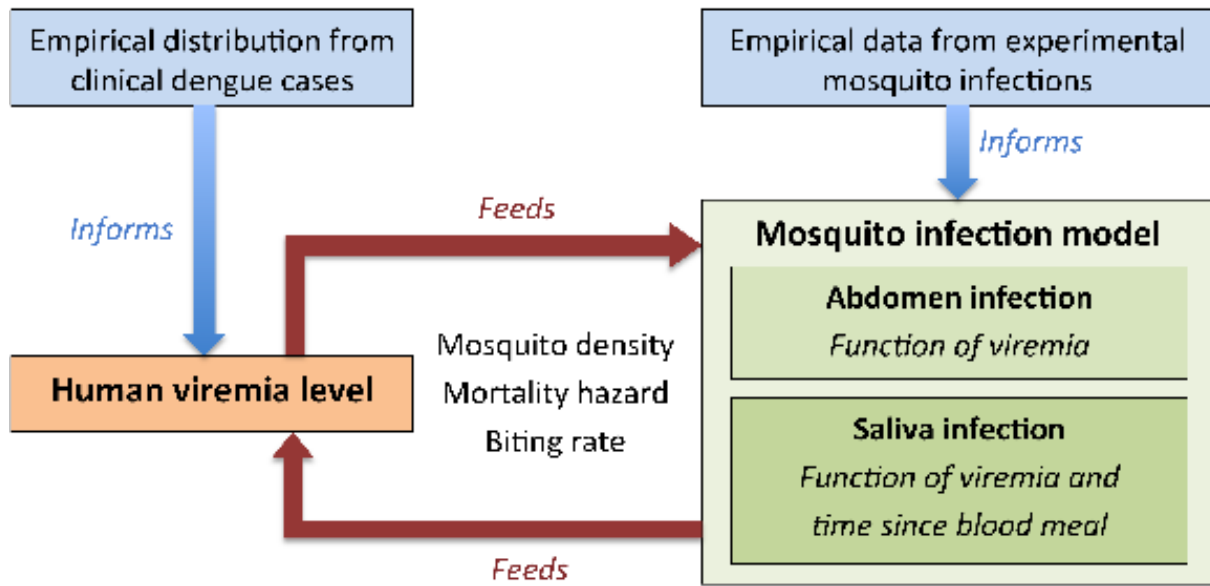 Empirical distribution from
clinical dengue cases
Empirical data from experimental
mosquito infections
Informs
Informs
Feeds
Mosquito infection model
Abdomen infection
Function of viremia
Human viremia level
Mosquito density
Mortality hazard
Biting rate
Saliva infection
Function of viremia and
time since blood meal
Feeds